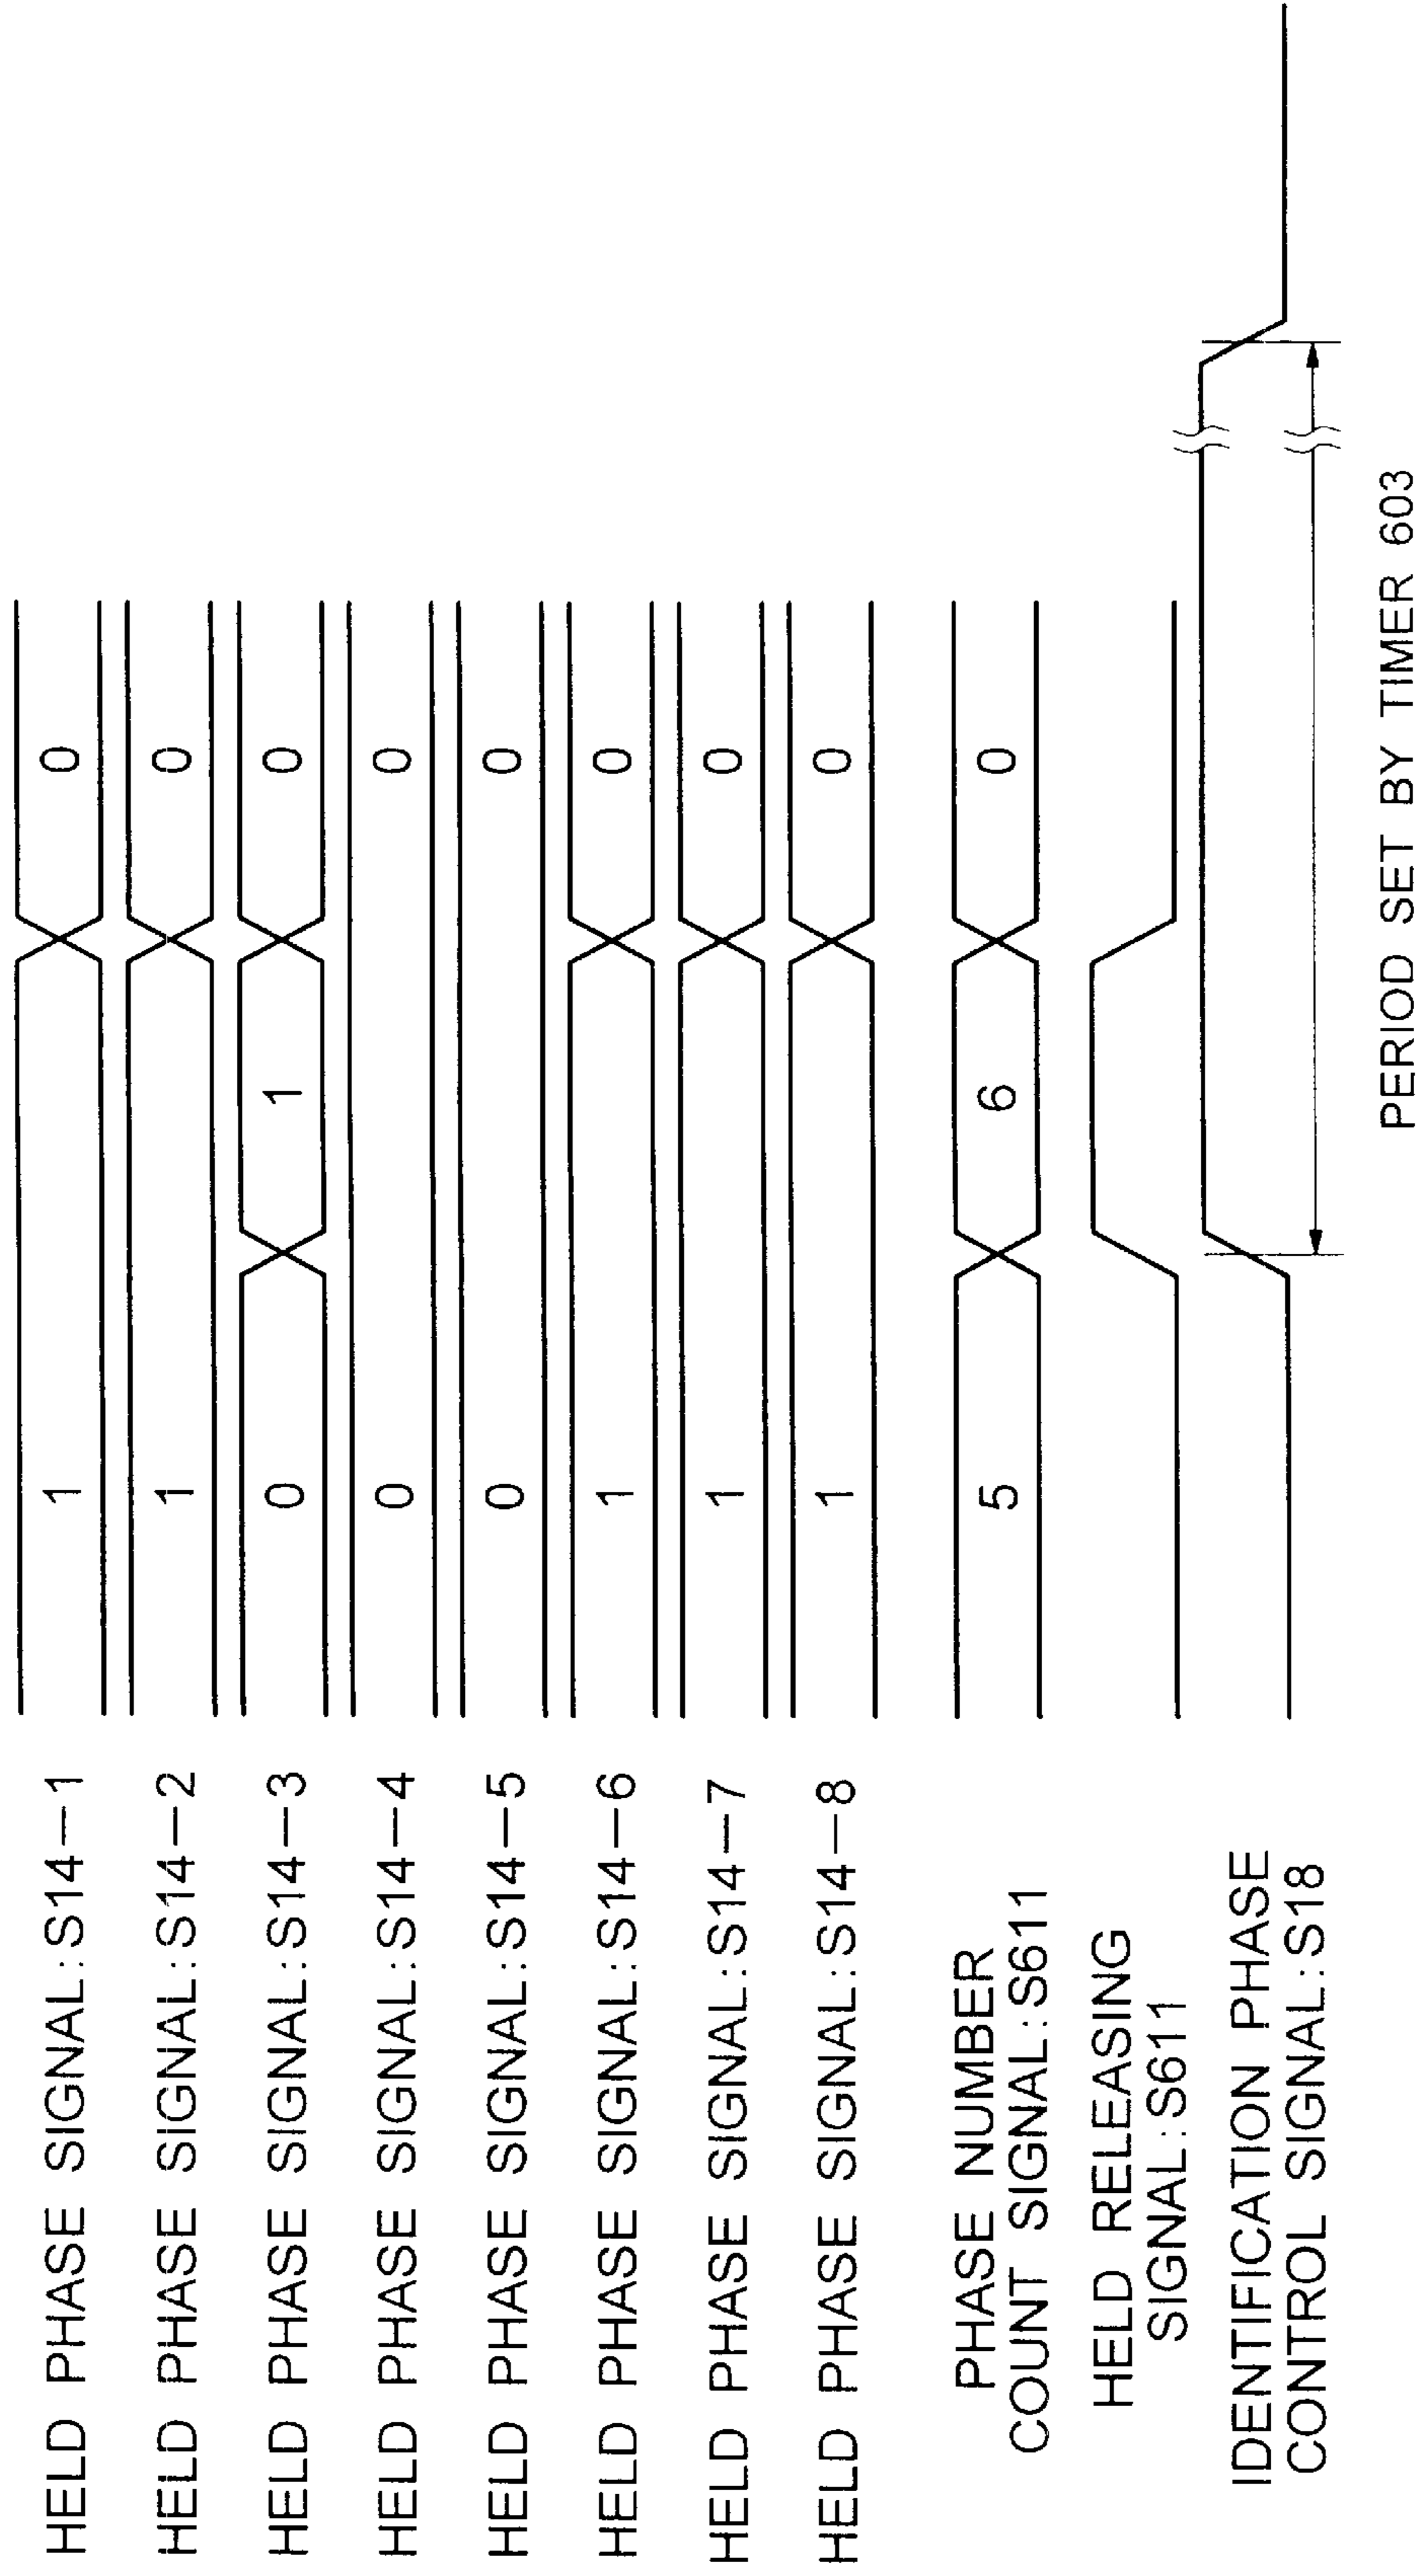 HELD PHASE SIGNAL:S14-1 1 0
HELD PHASE SIGNAL:S14-2 1 0
HELD PHASE SIGNAL:S14-3 0 1 0
HELD PHASE SIGNAL:S14-4 0 0
HELD PHASE SIGNAL:S14-5 0 0
HELD PHASE SIGNAL:S14-6 1 0
HELD PHASE SIGNAL:S14-7 1 0
HELD PHASE SIGNAL:S14-8 1 0
PHASE NUMBER
COUNT SIGNAL:S611 5 6 0
HELD RELEASING
SIGNAL:S611
IDENTIFICATION PHASE
CONTROL SIGNAL:S18
PERIOD SET BY TIMER 603